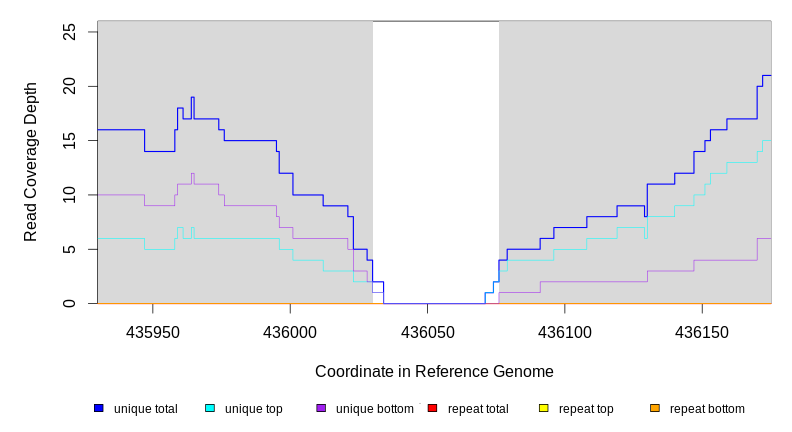 25
20
15
10
5
0
Read Coverage Depth
435950 436000 436050 436100 436150
Coordinate in Reference Genome
unique total unique top unique bottom repeat total repeat top repeat bottom